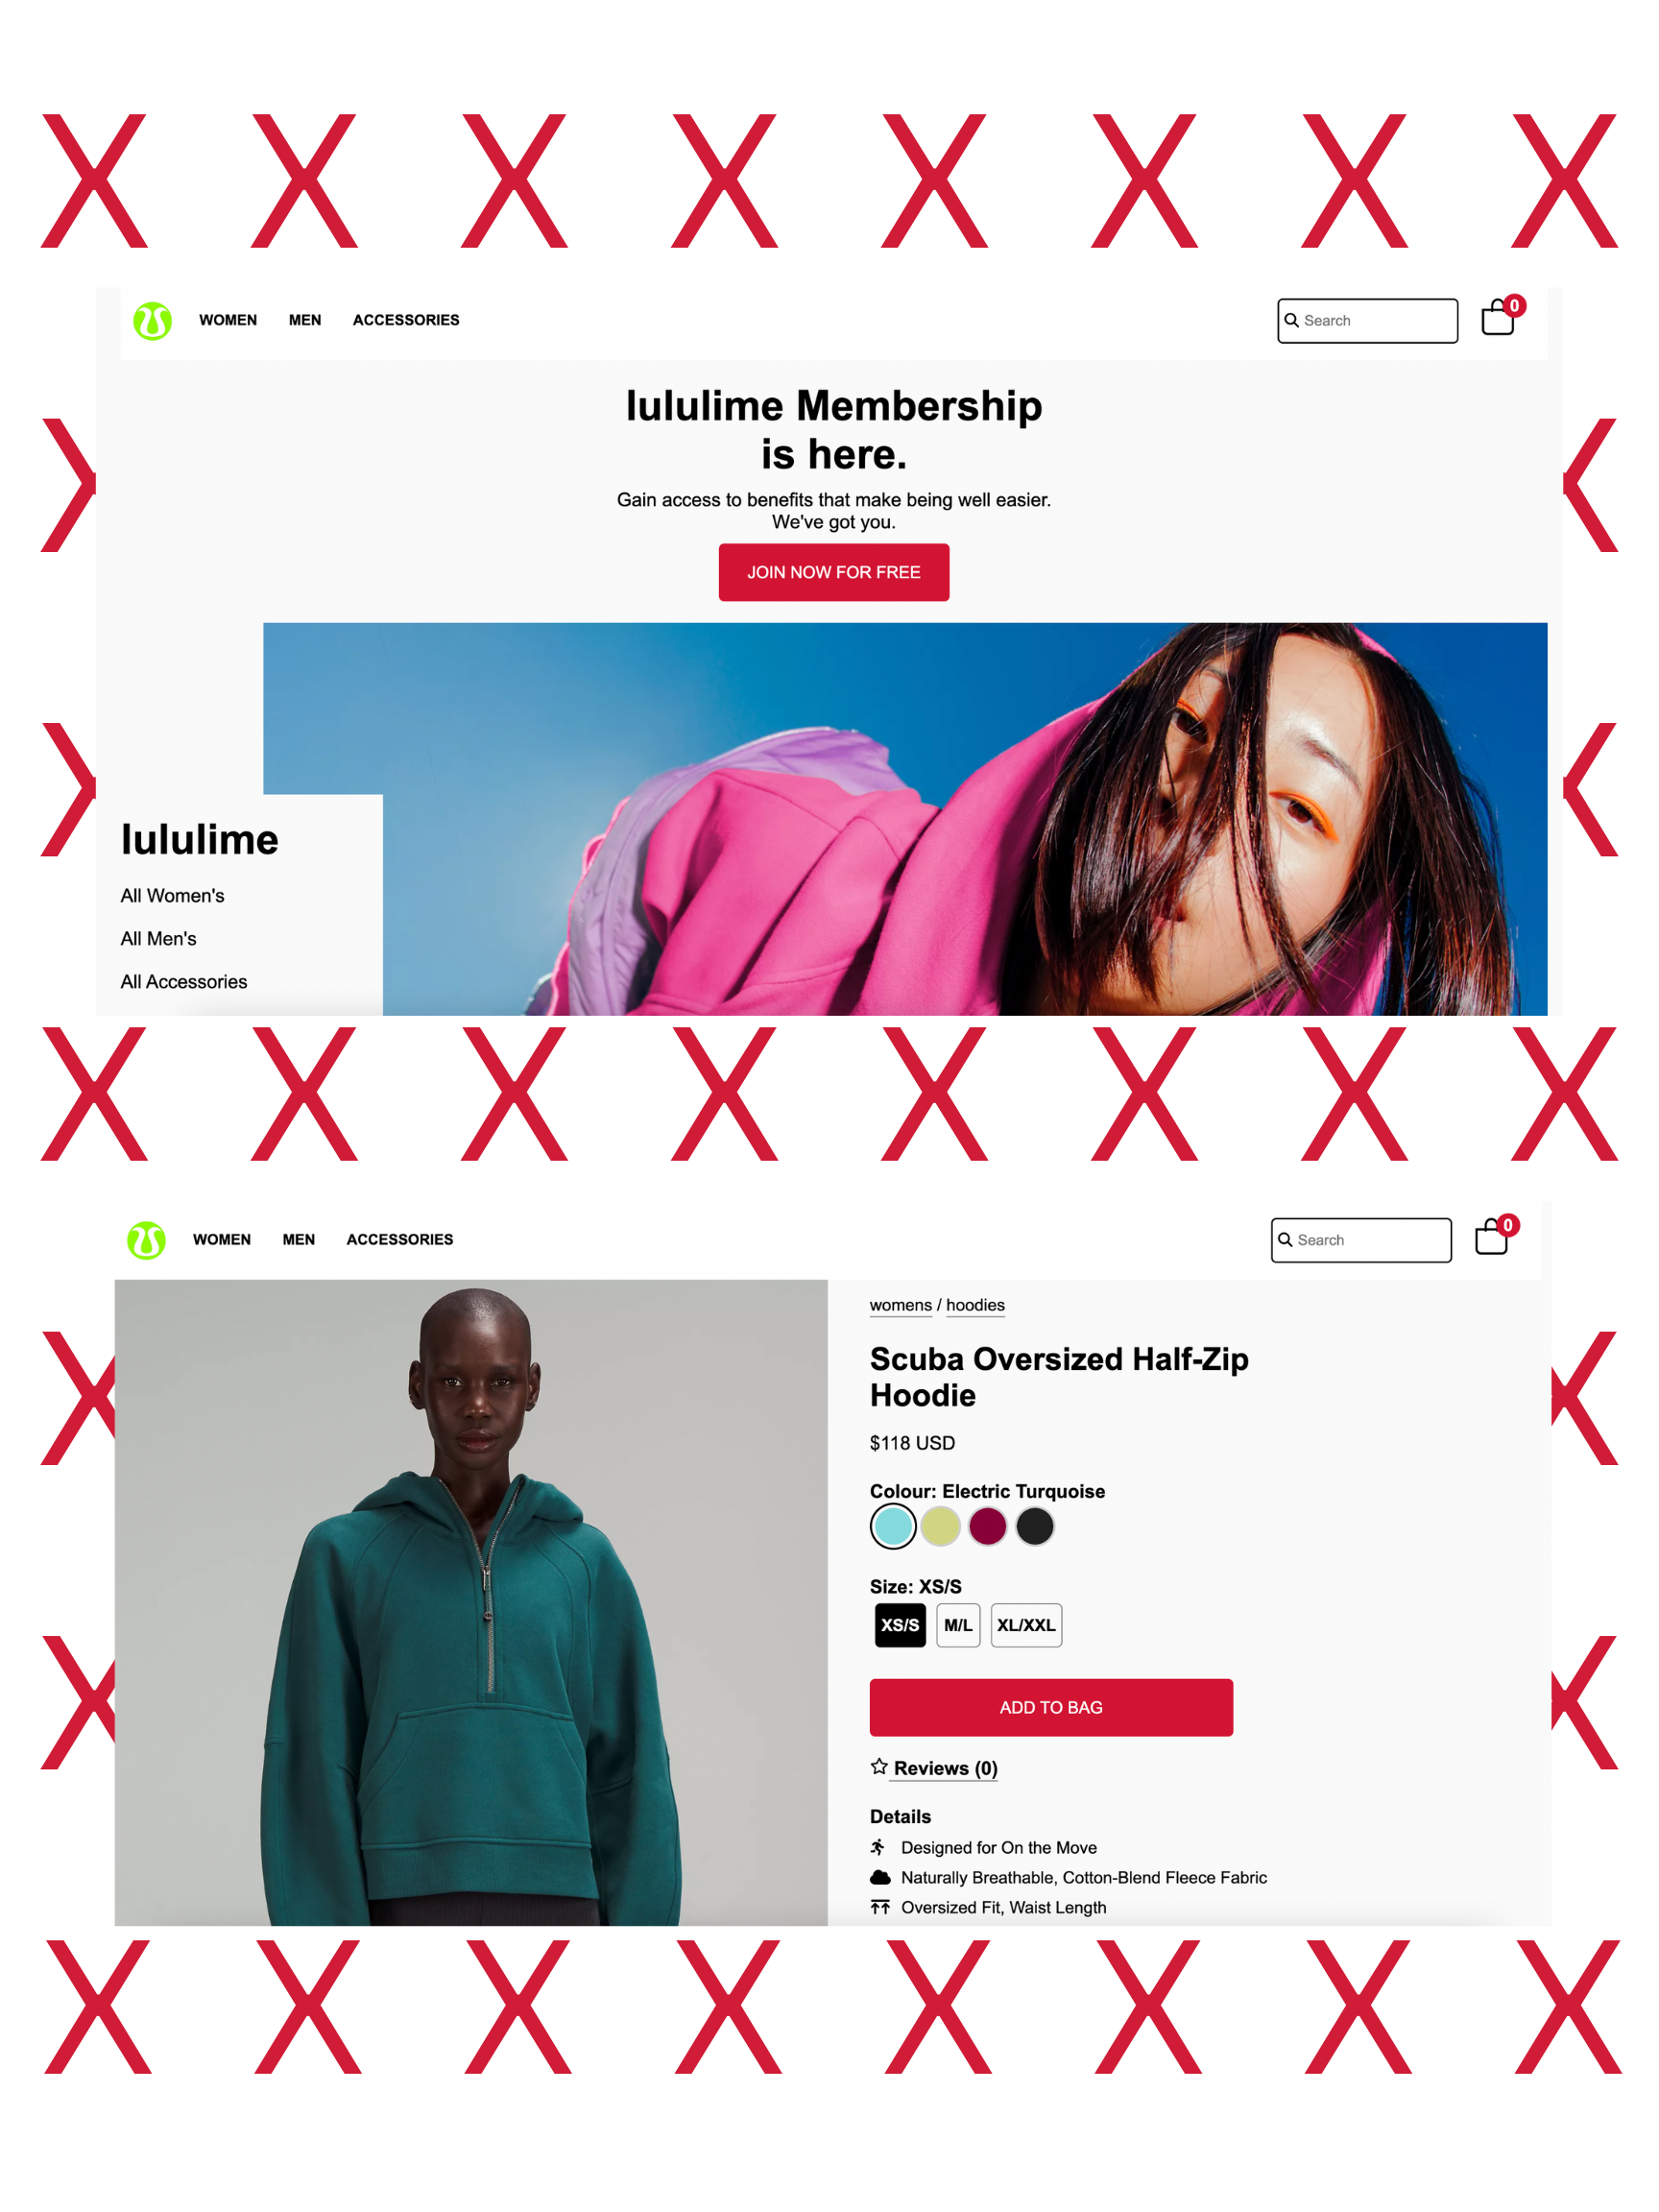 X X X X X X X X
WOMEN MEN ACCESSORIES Search 0
lululime Membership
is here.
Gain access to benefits that make being well easier.
We've got you.
JOIN NOW FOR FREE
lululime
All Women's
All Men's
All Accessories
X X X X X X X X
WOMEN MEN ACCESSORIES Search 0
womens / hoodies
Scuba Oversized Half-Zip
Hoodie
$118 USD
Colour: Electric Turquoise
Size: XS/S
XS/S M/L XL/XXL
ADD TO BAG
Reviews (0)
Details
Designed for On the Move
Naturally Breathable, Cotton-Blend Fleece Fabric
Oversized Fit, Waist Length
X X X X X X X X